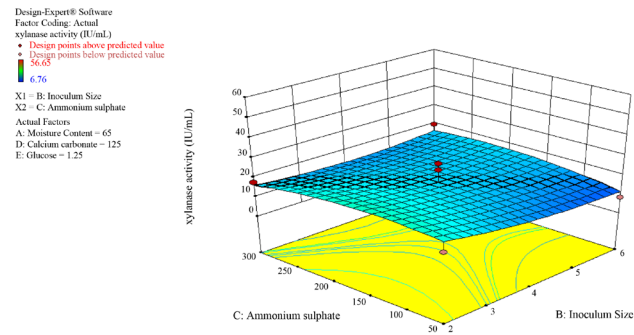 Design-Expert® Software
Factor Coding: Actual
xylanase activity (IU/mL)
Design points above predicted value
Design points below predicted value
56.65
6.76
X1 = B: Inoculum Size
X2 = C: Ammonium sulphate
Actual Factors
A: Moisture Content = 65
D: Calcium carbonate = 125
E: Glucose = 1.25
xylanase activity (IU/mL)
60
50
40
30
20
10
0
300
250
200
150
100
50
2
3
4
5
6
C: Ammonium sulphate
B: Inoculum Size